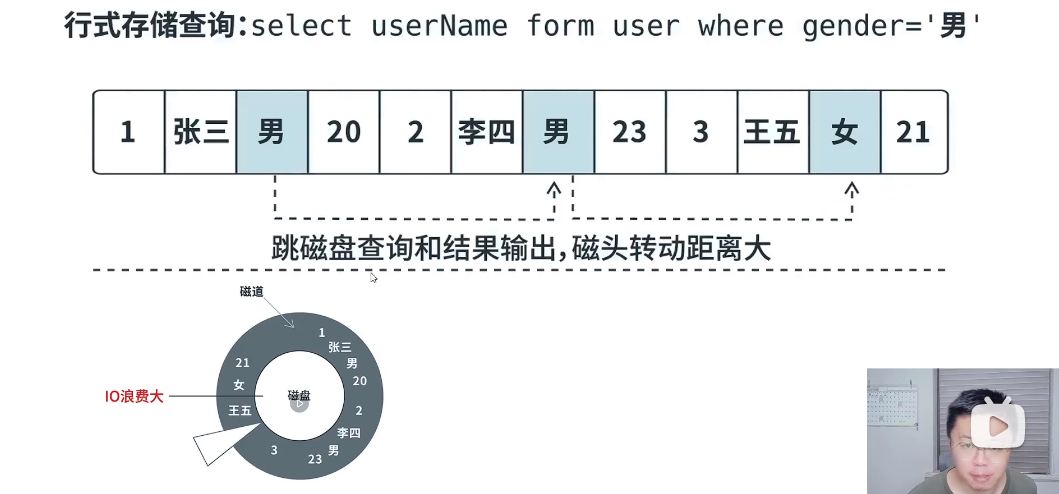 行式存储查询:select userName form user where gender='男'
1 张三 男 20 2 李四 男 23 3 王五 女 21
跳磁盘查询和结果输出,磁头转动距离大
磁道
1
张三
男
20
2
李四
男
23
3
王五
女
21
磁盘
IO浪费大